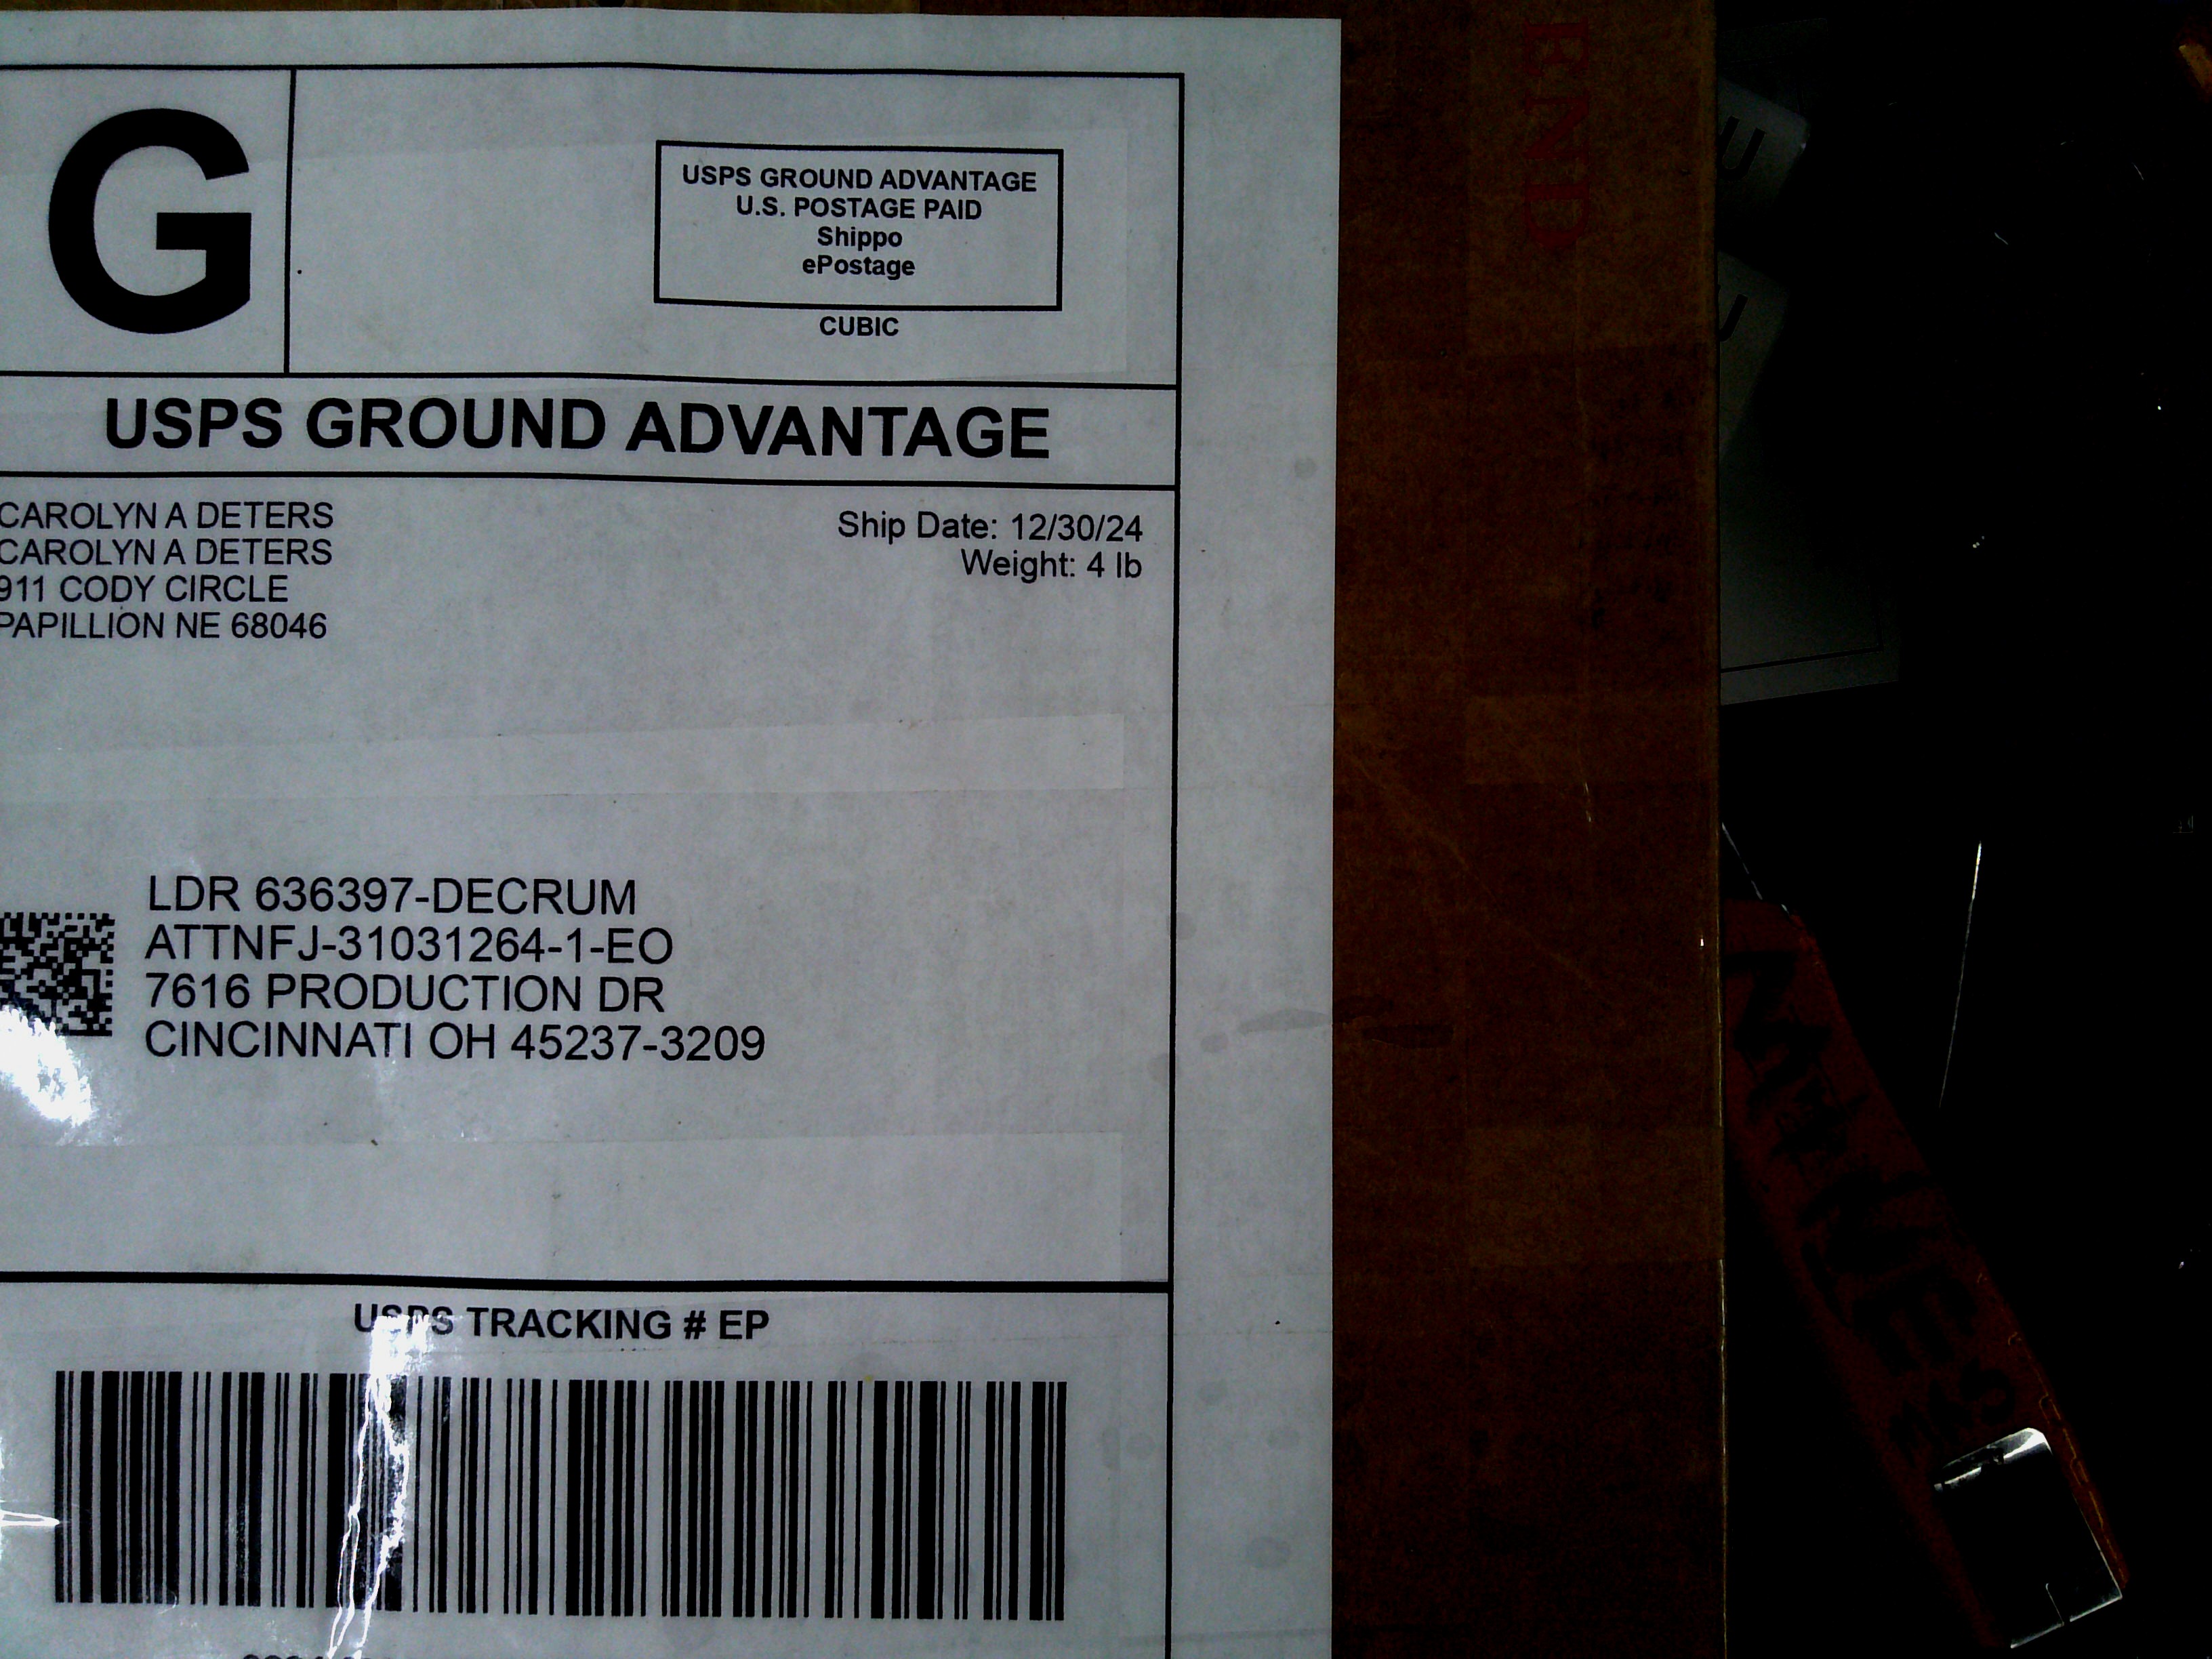 G
USPS GROUND ADVANTAGE
U.S. POSTAGE PAID
Shippo
ePostage
CUBIC
USPS GROUND ADVANTAGE
CAROLYN A DETERS
CAROLYN A DETERS
911 CODY CIRCLE
PAPILLION NE 68046
Ship Date: 12/30/24
Weight: 4 lb
LDR 636397-DECRUM
ATTNFJ-31031264-1-EO
7616 PRODUCTION DR
CINCINNATI OH 45237-3209
USPS TRACKING # EP